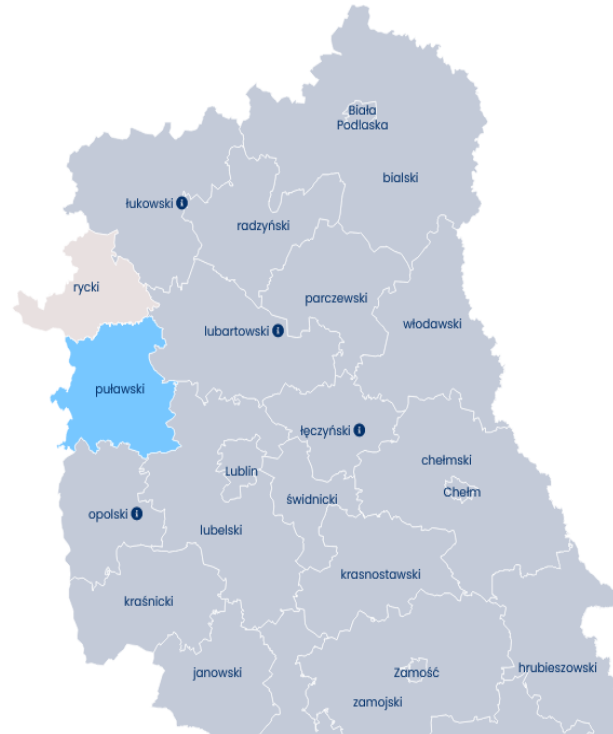 Biała
Podlaska
bialski
łukowski
radzyński
rycki
parczewski
włodawski
lubartowski
puławski
łęczyński
chełmski
Lublin
Chełm
świdnicki
opolski
lubelski
krasnostawski
kraśnicki
hrubieszowski
janowski
Zamość
zamojski